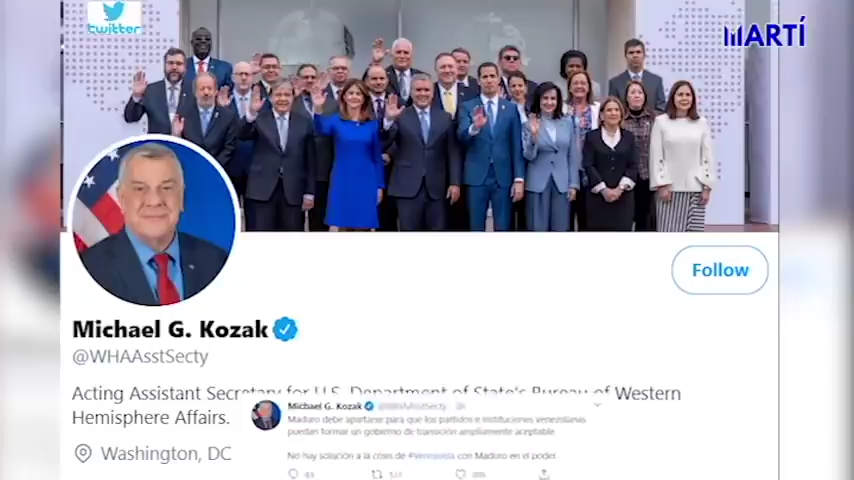 twitter
MARTÍ
Follow
Michael G. Kozak
@WHAAsstSecty
Acting Assistant Secretary for U.S. Department of State's Bureau of Western
Hemisphere Affairs.
Michael G. Kozak @WHAAsstSecty
Maduro debe apartarse para que los partidos e instituciones venezolanas
puedan formar un gobierno de transición ampliamente aceptable
No hay solución a la crisis de #Venezuela con Maduro en el poder
Washington, DC